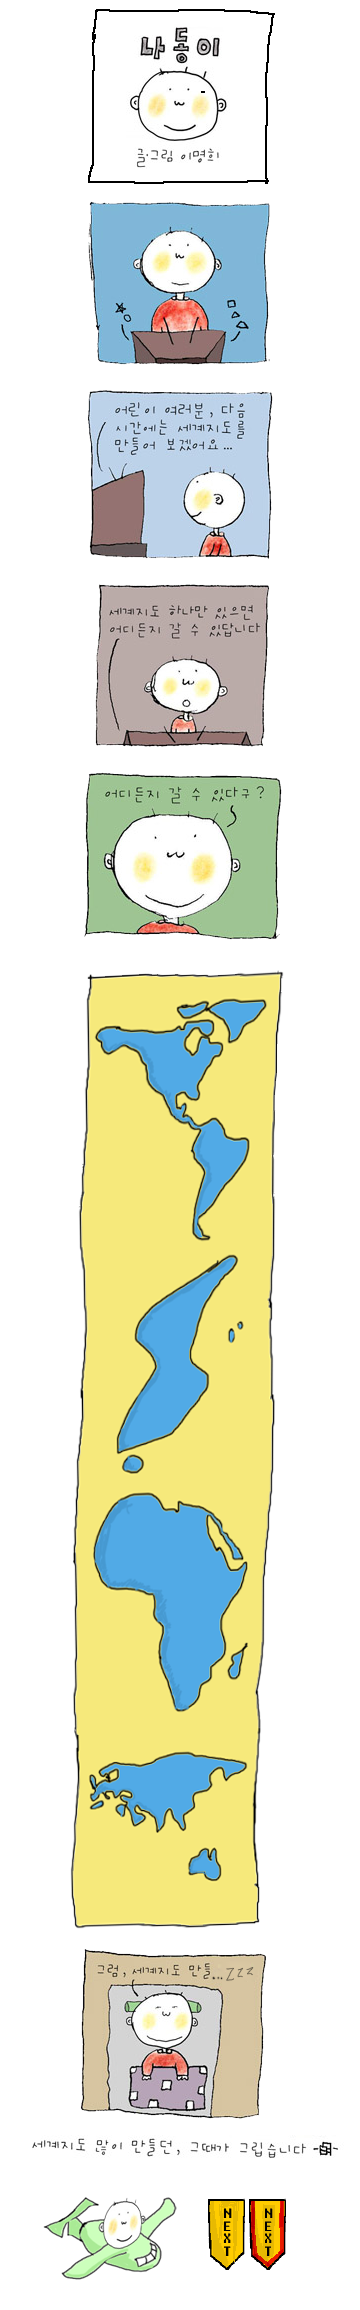 나동이
글·그림 이명희
어린이 여러분, 다음
시간에는 세계지도를
만들어 보겠어요...
세계지도 하나만 있으면
어디든지 갈 수 있답니다
어디든지 갈 수 있다구?
그럼, 세계지도 만들...zzz
세계지도 많이 만들던, 그때가 그립습니다
NEXT
NEXT